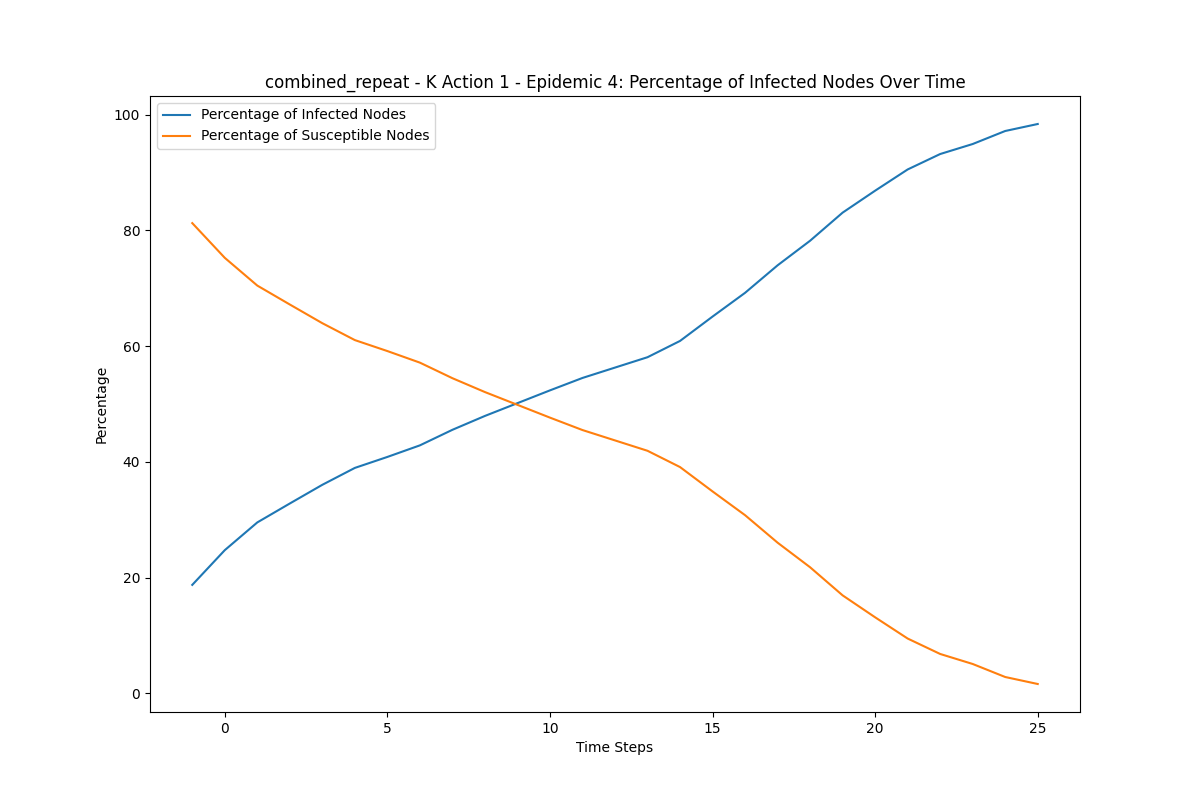 combined_repeat - K Action 1 - Epidemic 4: Percentage of Infected Nodes Over Time
Percentage of Infected Nodes
Percentage of Susceptible Nodes
100
80
60
40
20
0
Percentage
0 5 10 15 20 25
Time Steps